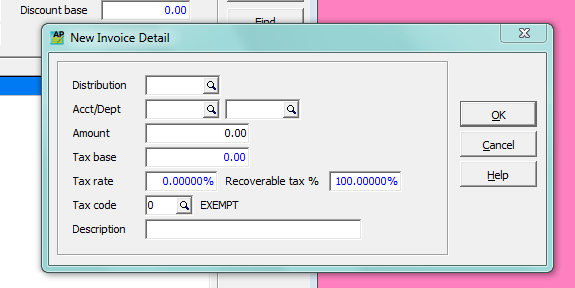 Discount base 0.00
Find
AP New Invoice Detail
Distribution
Acct/Dept
OK
Amount 0.00
Cancel
Tax base 0.00
Tax rate 0.00000% Recoverable tax % 100.00000%
Help
Tax code 0 EXEMPT
Description